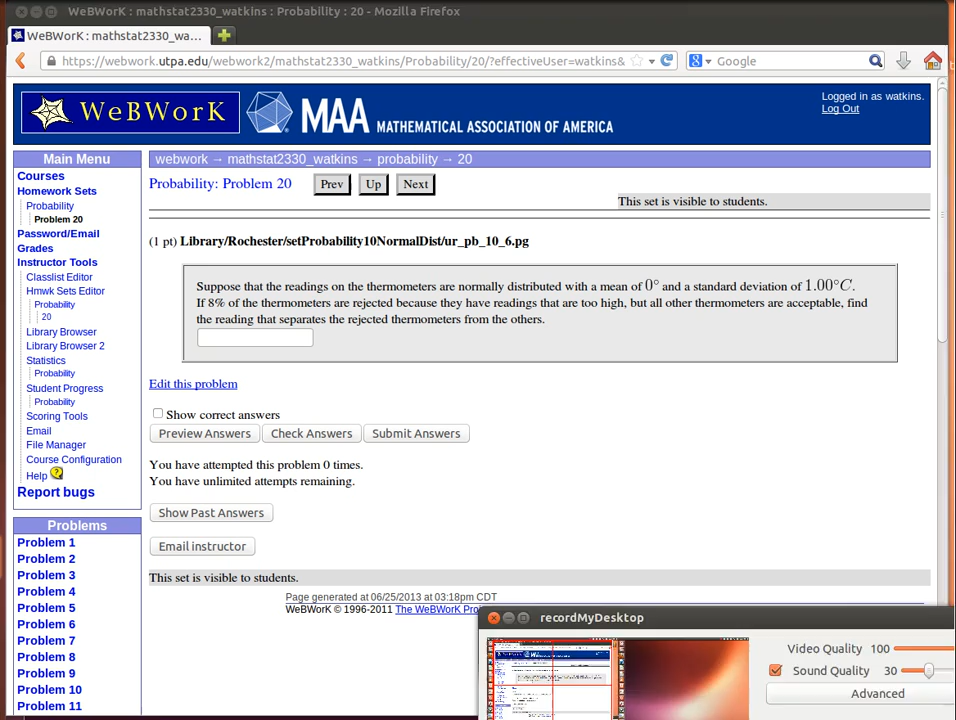 WeBWorK : mathstat2330_watkins : Probability : 20 - Mozilla Firefox
WeBWorK : mathstat2330_wa...
https://webwork.utpa.edu/webwork2/mathstat2330_watkins/Probability/20/?effectiveUser=watkins&
Google
WeBWorK
MAA MATHEMATICAL ASSOCIATION OF AMERICA
Logged in as watkins.
Log Out
Main Menu
Courses
Homework Sets
Probability
Problem 20
Password/Email
Grades
Instructor Tools
Classlist Editor
Hmwk Sets Editor
Probability
20
Library Browser
Library Browser 2
Statistics
Probability
Student Progress
Probability
Scoring Tools
Email
File Manager
Course Configuration
Help ?
Report bugs
Problems
Problem 1
Problem 2
Problem 3
Problem 4
Problem 5
Problem 6
Problem 7
Problem 8
Problem 9
Problem 10
Problem 11
webwork → mathstat2330_watkins → probability → 20
Probability: Problem 20 Prev Up Next
This set is visible to students.
(1 pt) Library/Rochester/setProbability10NormalDist/ur_pb_10_6.pg
Suppose that the readings on the thermometers are normally distributed with a mean of 0° and a standard deviation of 1.00°C.
If 8% of the thermometers are rejected because they have readings that are too high, but all other thermometers are acceptable, find
the reading that separates the rejected thermometers from the others.
Edit this problem
Show correct answers
Preview Answers Check Answers Submit Answers
You have attempted this problem 0 times.
You have unlimited attempts remaining.
Show Past Answers
Email instructor
This set is visible to students.
Page generated at 06/25/2013 at 03:18pm CDT
WeBWorK © 1996-2011 The WeBWorK Proj
recordMyDesktop
Video Quality 100
Sound Quality 30
Advanced